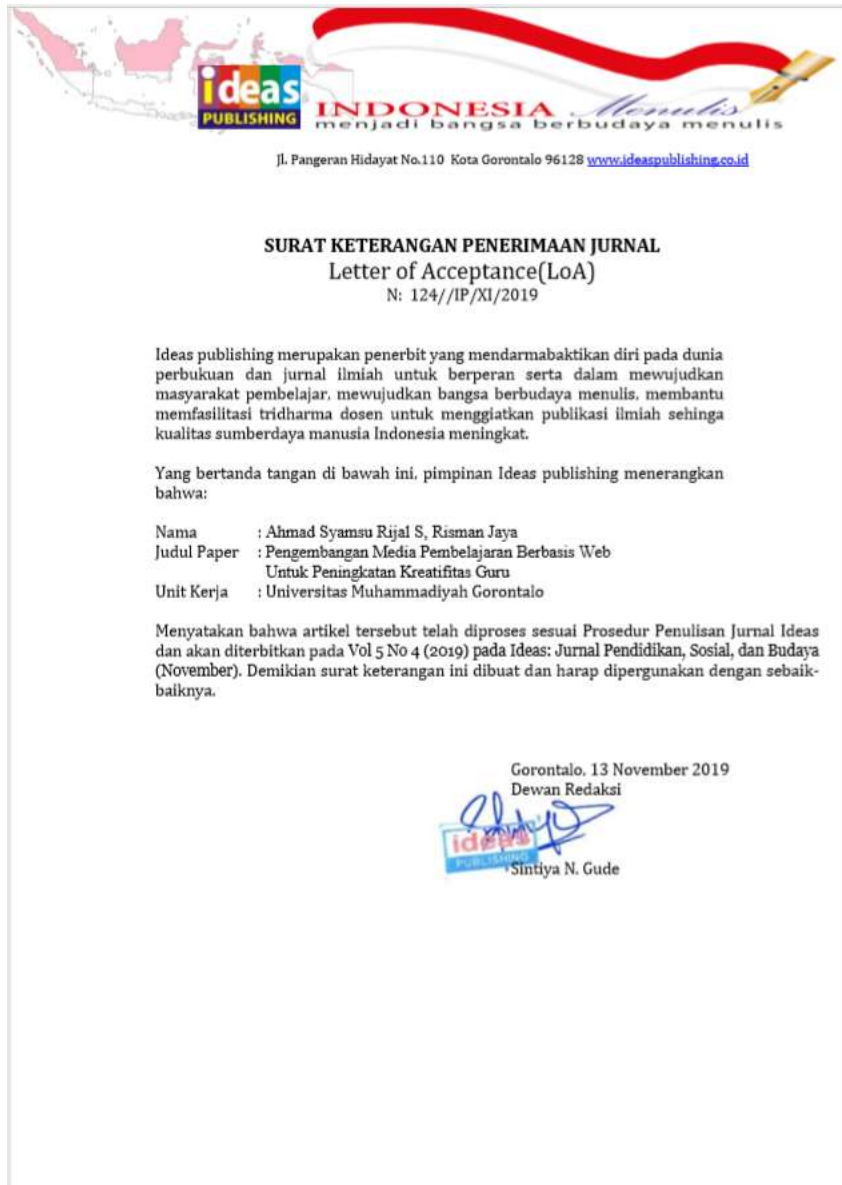 ideas
PUBLISHING
INDONESIA Menulis
menjadi bangsa berbudaya menulis
Jl. Pangeran Hidayat No.110 Kota Gorontalo 96128 www.ideaspublishing.co.id
SURAT KETERANGAN PENERIMAAN JURNAL
Letter of Acceptance(LoA)
N: 124//IP/XI/2019
Ideas publishing merupakan penerbit yang mendarmabaktikan diri pada dunia
perbukuan dan jurnal ilmiah untuk berperan serta dalam mewujudkan
masyarakat pembelajar, mewujudkan bangsa berbudaya menulis, membantu
memfasilitasi tridharma dosen untuk menggiatkan publikasi ilmiah sehinga
kualitas sumberdaya manusia Indonesia meningkat.
Yang bertanda tangan di bawah ini, pimpinan Ideas publishing menerangkan
bahwa:
Nama : Ahmad Syamsu Rijal S, Risman Jaya
Judul Paper : Pengembangan Media Pembelajaran Berbasis Web
Untuk Peningkatan Kreatifitas Guru
Unit Kerja : Universitas Muhammadiyah Gorontalo
Menyatakan bahwa artikel tersebut telah diproses sesuai Prosedur Penulisan Jurnal Ideas
dan akan diterbitkan pada Vol 5 No 4 (2019) pada Ideas: Jurnal Pendidikan, Sosial, dan Budaya
(November). Demikian surat keterangan ini dibuat dan harap dipergunakan dengan sebaik-
baiknya.
Gorontalo, 13 November 2019
Dewan Redaksi
ideas
PUBLISHING
Sintiya N. Gude